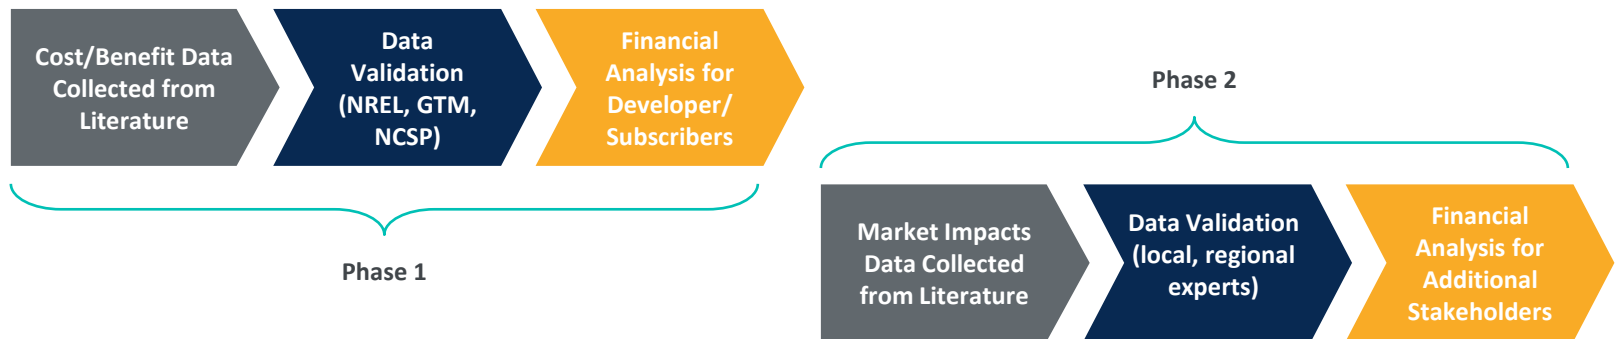 Cost/Benefit Data
Collected from
Literature
Data
Validation
(NREL, GTM,
NCSP)
Financial
Analysis for
Developer/
Subscribers
Phase 1
Phase 2
Market Impacts
Data Collected
from Literature
Data Validation
(local, regional
experts)
Financial
Analysis for
Additional
Stakeholders